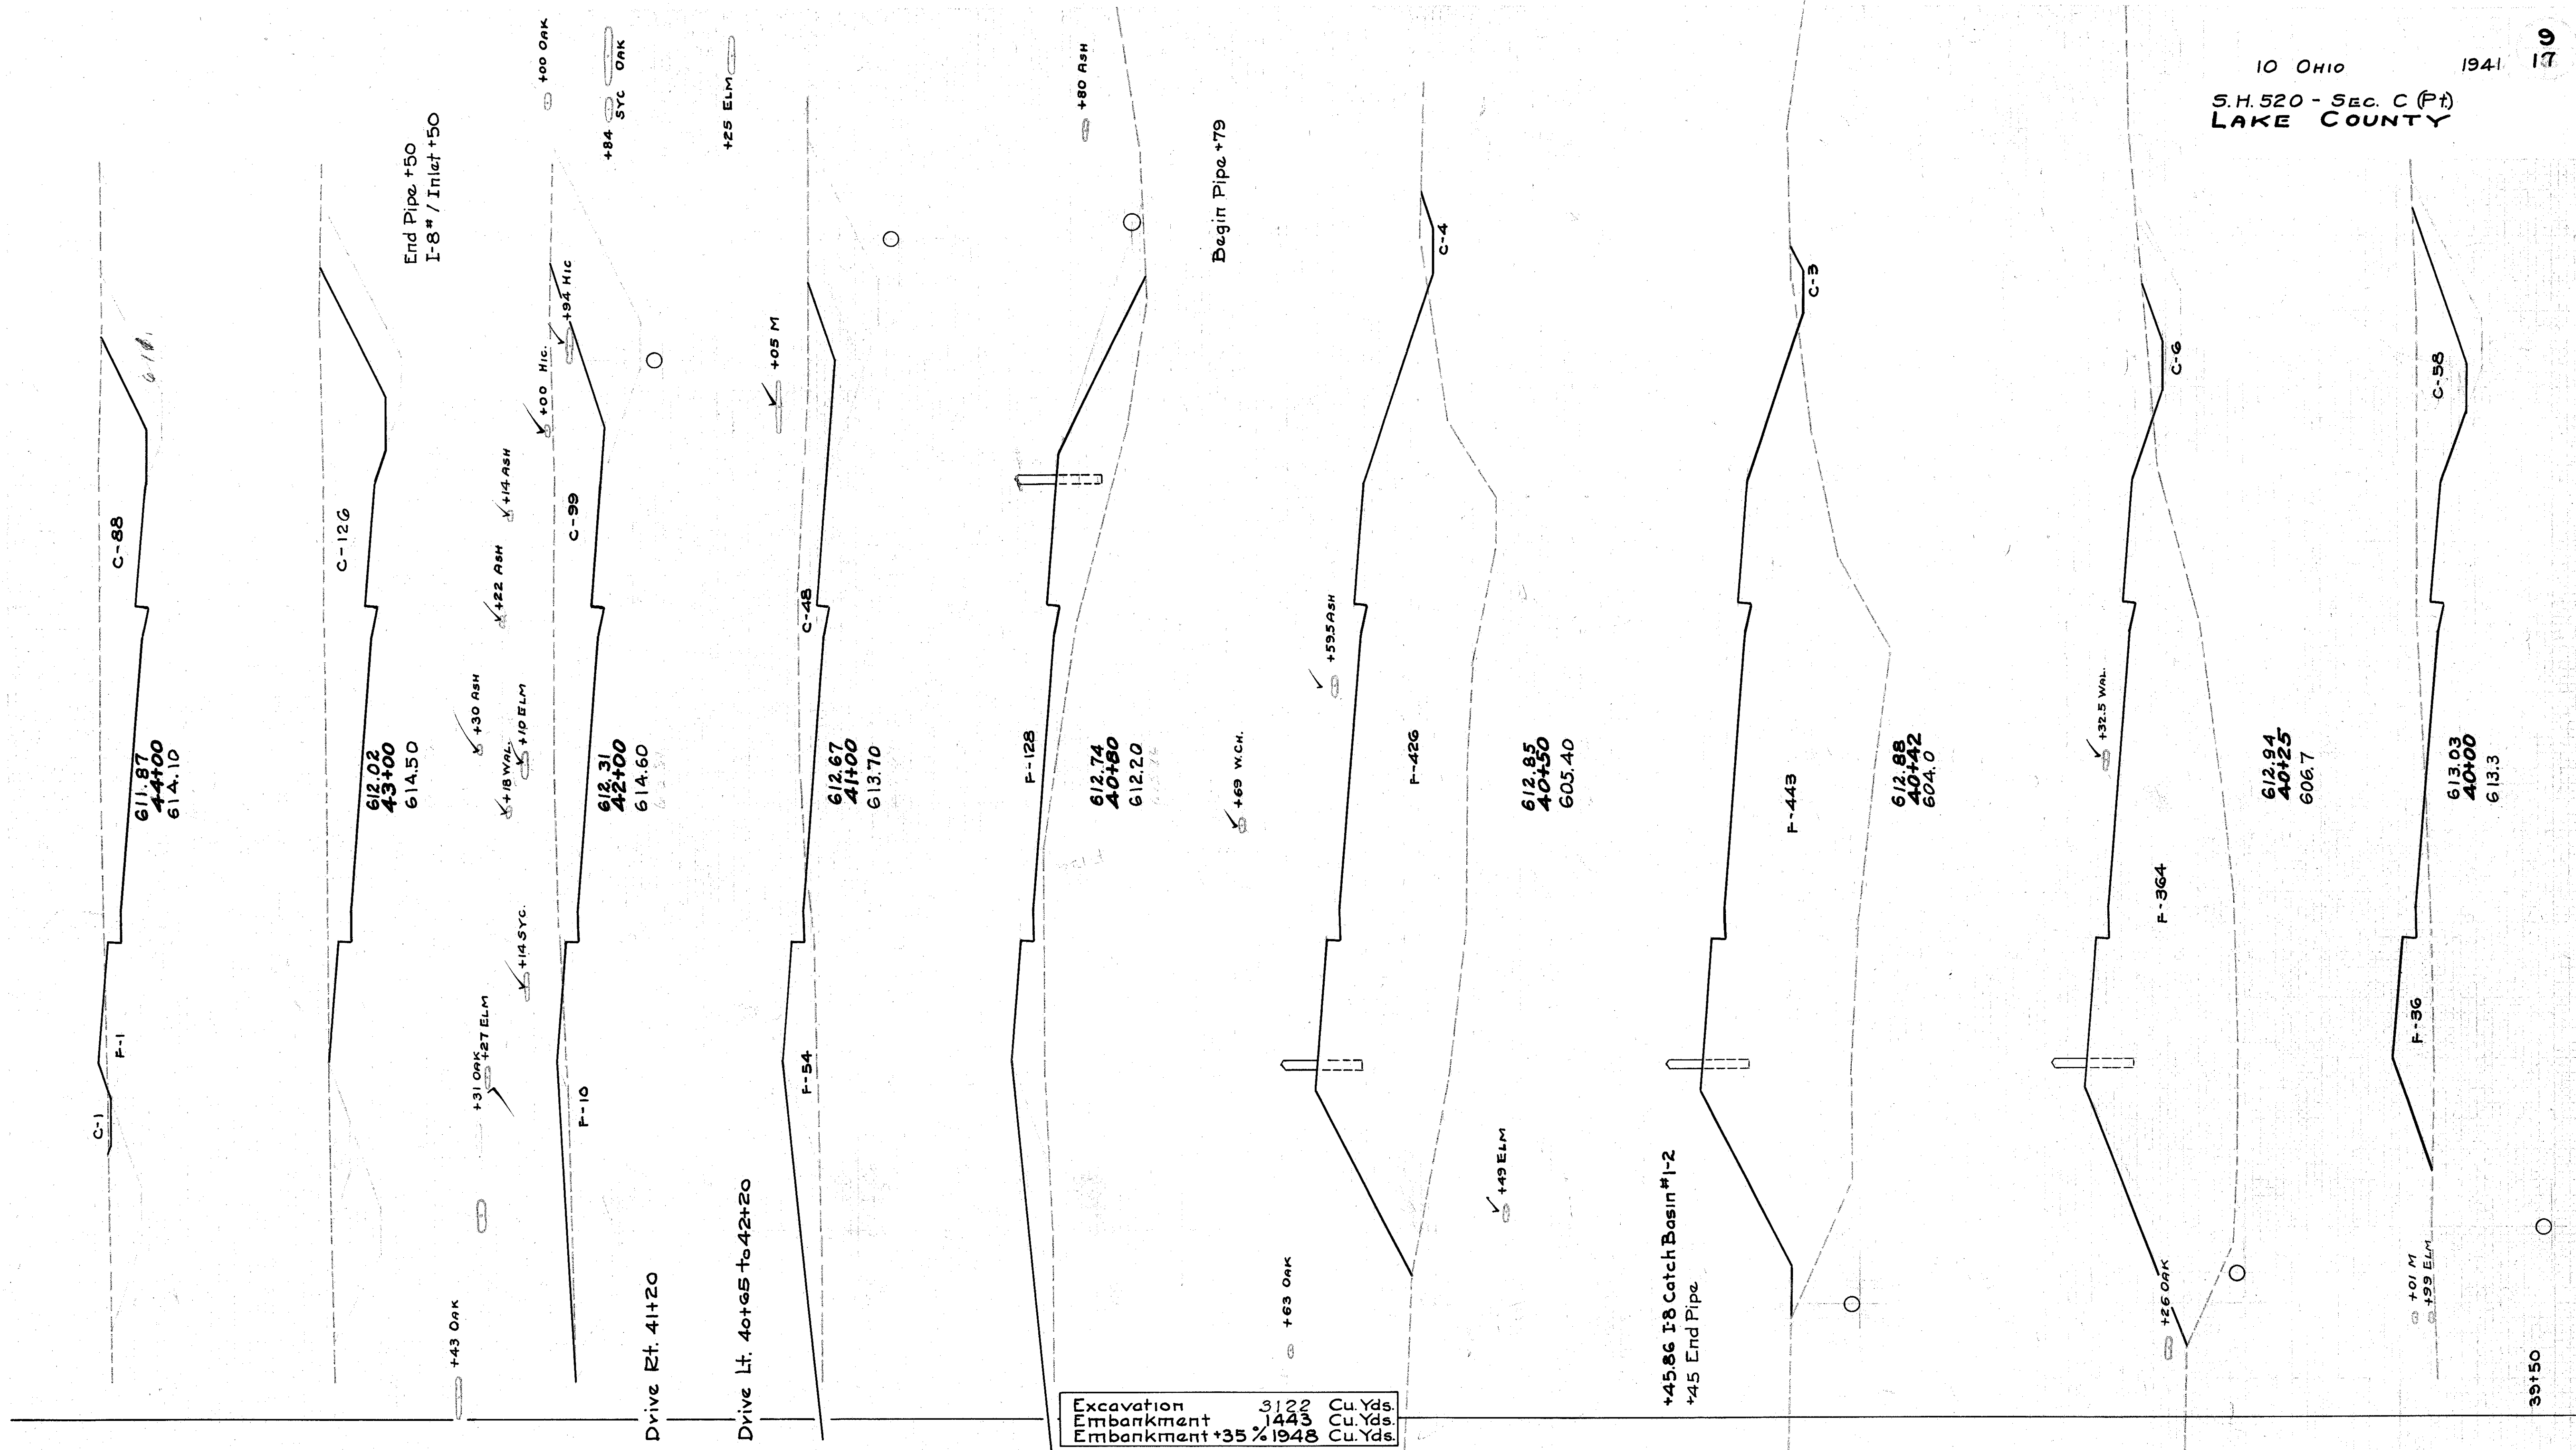 10 OHIO 1941 9
17
S.H. 520 - SEC. C (Pt.)
LAKE COUNTY
C-88
611.87
44+00
614.10
F-1
C-1
End Pipe +50
I-8 # 1 Inlet +50
C-126
612.02
43+00
614.50
+00 OAK
+84 SYC OAK
+25 ELM
+94 HIC
+00 HIC.
+14 ASH
+22 ASH
+30 ASH
+10 ELM
+18 WAL.
+14 SYC.
+27 ELM
+31 OAK
+43 OAK
C-99
612.31
42+00
614.60
F-10
Drive Rt. 41+20
Drive Lt. 40+65 to 42+20
+05 M
C-48
612.67
41+00
613.70
F-54
+80 ASH
F-128
612.74
40+80
612.20
Begin Pipe +79
+69 W.CH.
C-4
+59.5 ASH
F-426
612.85
40+50
605.40
+63 OAK
+49 ELM
+45.86 I-8 Catch Basin #1-2
+45 End Pipe
C-3
F-443
612.88
40+42
604.0
C-6
+32.5 WAL.
F-364
612.94
40+25
606.7
+26 OAK
C-58
613.03
40+00
613.3
F-36
+01 M
+99 ELM
39+50
Excavation 3122 Cu.Yds.
Embankment 1443 Cu.Yds.
Embankment +35% 1948 Cu.Yds.